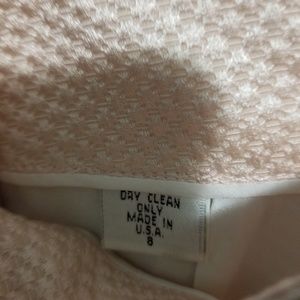 DRY CLEAN
ONLY
MADE IN
U.S.A.
8